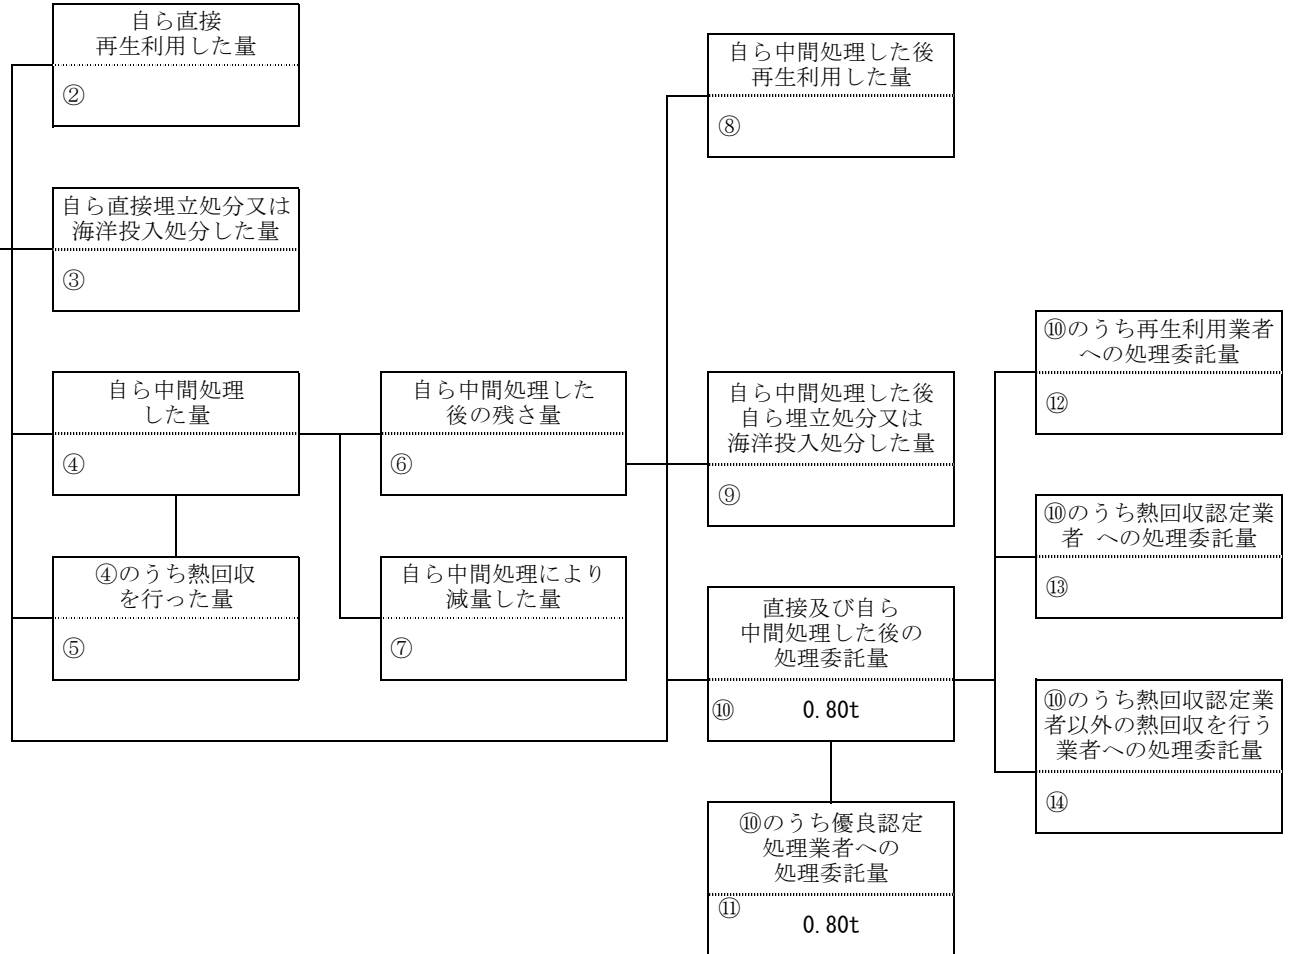 自ら直接
再生利用した量
②
自ら直接埋立処分又は
海洋投入処分した量
③
自ら中間処理
した量
④
④のうち熱回収
を行った量
⑤
自ら中間処理した
後の残さ量
⑥
自ら中間処理により
減量した量
⑦
自ら中間処理した後
再生利用した量
⑧
自ら中間処理した後
自ら埋立処分又は
海洋投入処分した量
⑨
直接及び自ら
中間処理した後の
処理委託量
⑩ 0.80t
⑩のうち優良認定
処理業者への
処理委託量
⑪
0.80t
⑩のうち再生利用業者
への処理委託量
⑫
⑩のうち熱回収認定業
者 への処理委託量
⑬
⑩のうち熱回収認定業
者以外の熱回収を行う
業者への処理委託量
⑭